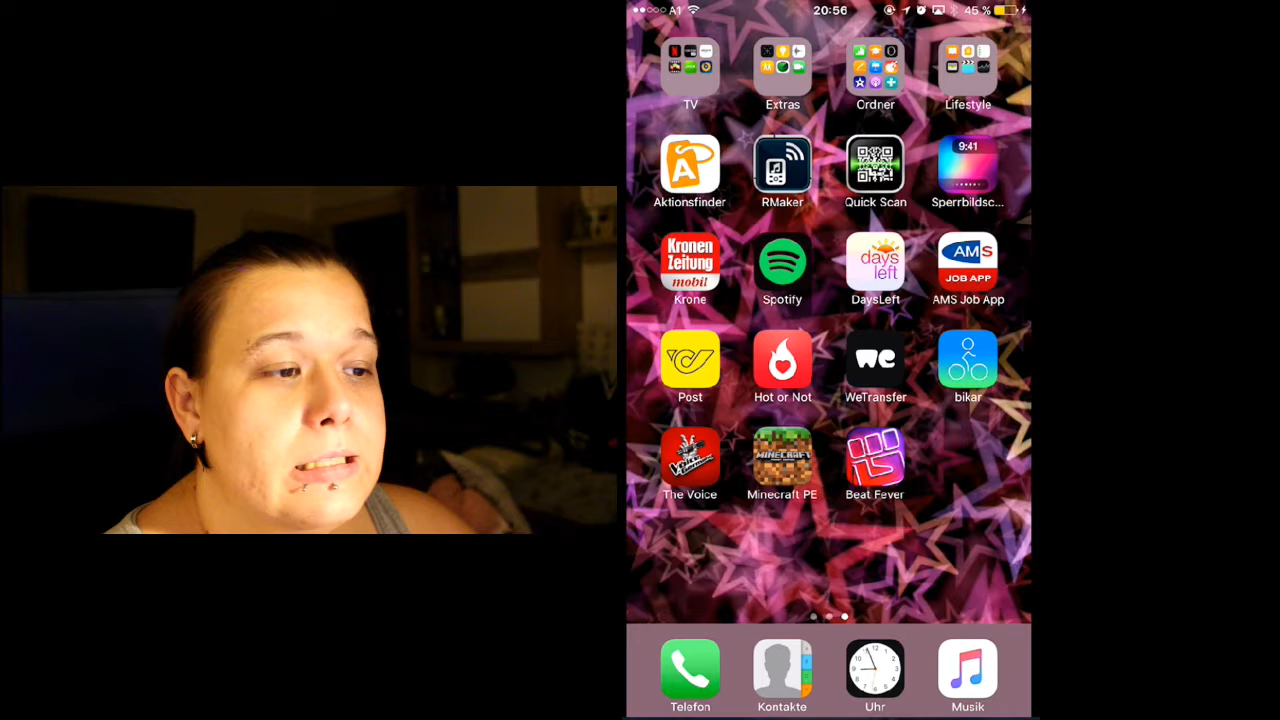 A1 20:56 45 %
TV Extras Ordner Lifestyle
A 9:41
Aktionsfinder RMaker Quick Scan Sperrbildsc...
Kronen
Zeitung
mobil
days
left
AMS
JOB APP
Krone Spotify DaysLeft AMS Job App
we
Post Hot or Not WeTransfer bikar
MINECRAFT
The Voice Minecraft PE Beat Fever
Telefon Kontakte Uhr Musik